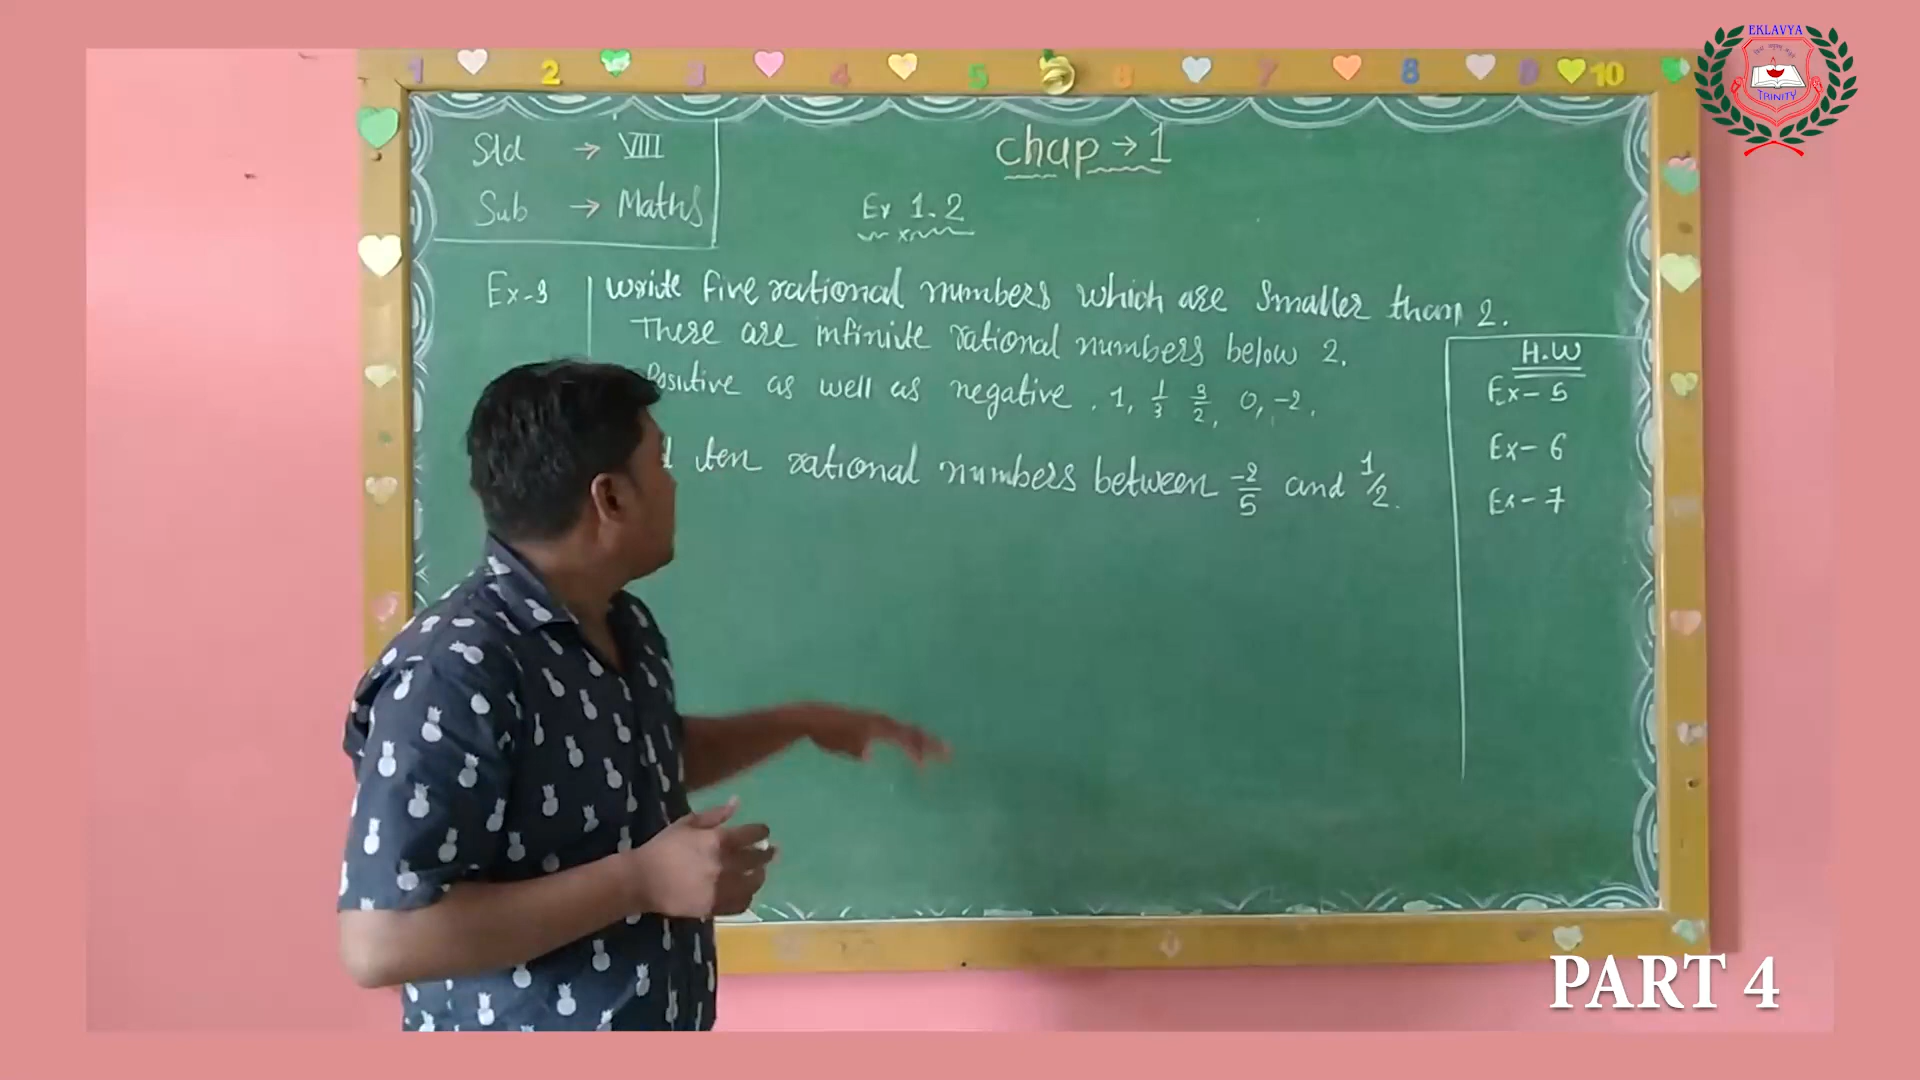 EKLAVYA
TRINITY
1 2 3 4 5 6 7 8 9 10
Std → VIII
Sub → Maths
Chap → 1
Ex 1.2
Ex-3
Write five rational numbers which are smaller than 2.
There are infinite rational numbers below 2.
Positive as well as negative. 1, 1/3 3/2, 0, -2.
ten rational numbers between -2/5 and 1/2.
H.W
Ex-5
Ex-6
Ex-7
PART 4